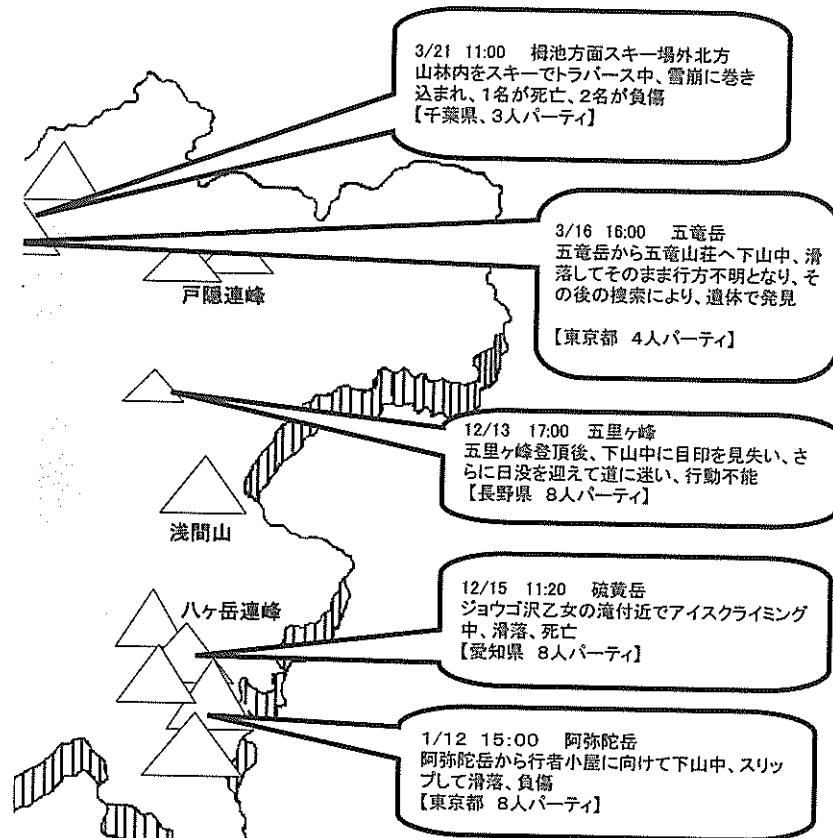 3/21 11:00 栂池方面スキー場外北方
山林内をスキーでトラバース中、雪崩に巻き
込まれ、1名が死亡、2名が負傷
【千葉県、3人パーティ】
3/16 16:00 五竜岳
五竜岳から五竜山荘へ下山中、滑
落してそのまま行方不明となり、そ
の後の捜索により、遺体で発見
【東京都 4人パーティ】
戸隠連峰
12/13 17:00 五里ヶ峰
五里ヶ峰登頂後、下山中に目印を見失い、さ
らに日没を迎えて道に迷い、行動不能
【長野県 8人パーティ】
浅間山
八ヶ岳連峰
12/15 11:20 硫黄岳
ジョウゴ沢乙女の滝付近でアイスクライミング
中、滑落、死亡
【愛知県 8人パーティ】
1/12 15:00 阿弥陀岳
阿弥陀岳から行者小屋に向けて下山中、スリッ
プして滑落、負傷
【東京都 8人パーティ】